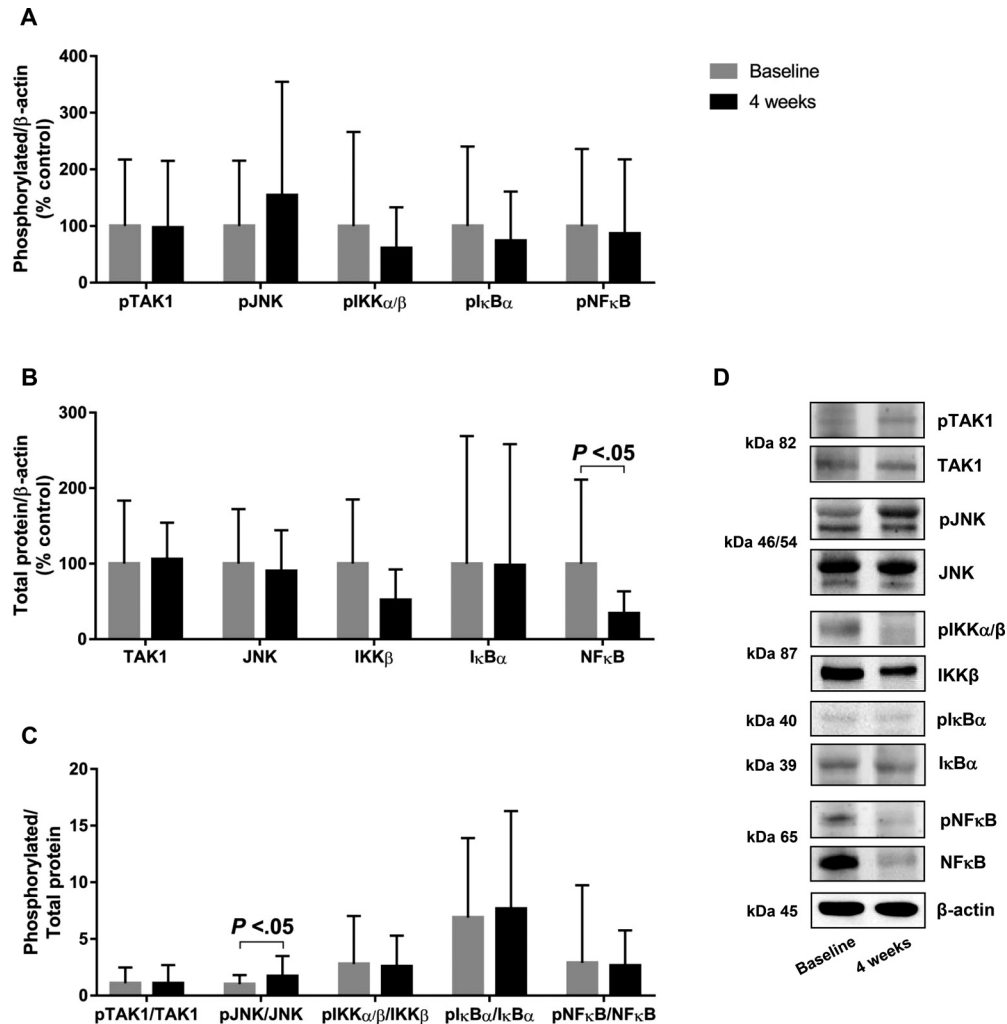 A
Phosphorylated/β-actin
(% control)
400
300
200
100
0
pTAK1 pJNK pIKKα/β pIκBα pNFκB
Baseline
4 weeks
B
Total protein/β-actin
(% control)
300
200
100
0
P <.05
TAK1 JNK IKKβ IκBα NFκB
C
Phosphorylated/
Total protein
20
15
10
5
0
P <.05
pTAK1/TAK1 pJNK/JNK pIKKα/β/IKKβ pIκBα/IκBα pNFκB/NFκB
D
pTAK1
kDa 82
TAK1
pJNK
kDa 46/54
JNK
pIKKα/β
kDa 87
IKKβ
kDa 40 pIκBα
kDa 39 IκBα
pNFκB
kDa 65
NFκB
kDa 45 β-actin
Baseline 4 weeks